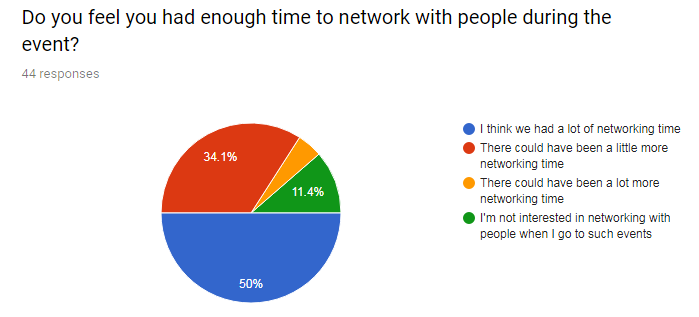 Do you feel you had enough time to network with people during the
event?
44 responses
34.1%
11.4%
50%
I think we had a lot of networking time
There could have been a little more
networking time
There could have been a lot more
networking time
I'm not interested in networking with
people when I go to such events